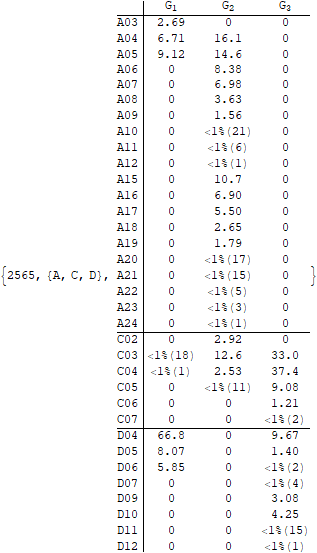 G1 G2 G3
A03 2.69 0 0
A04 6.71 16.1 0
A05 9.12 14.6 0
A06 0 8.38 0
A07 0 6.98 0
A08 0 3.63 0
A09 0 1.56 0
A10 0 <1%(21) 0
A11 0 <1%(6) 0
A12 0 <1%(1) 0
A15 0 10.7 0
A16 0 6.90 0
A17 0 5.50 0
A18 0 2.65 0
A19 0 1.79 0
A20 0 <1%(17) 0
{2565, {A, C, D}, A21 0 <1%(15) 0 }
A22 0 <1%(5) 0
A23 0 <1%(3) 0
A24 0 <1%(1) 0
C02 0 2.92 0
C03 <1%(18) 12.6 33.0
C04 <1%(1) 2.53 37.4
C05 0 <1%(11) 9.08
C06 0 0 1.21
C07 0 0 <1%(2)
D04 66.8 0 9.67
D05 8.07 0 1.40
D06 5.85 0 <1%(2)
D07 0 0 <1%(4)
D09 0 0 3.08
D10 0 0 4.25
D11 0 0 <1%(15)
D12 0 0 <1%(1)